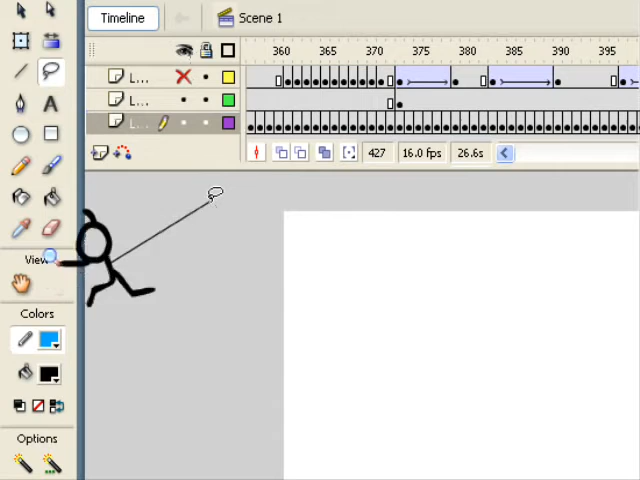 Timeline
Scene 1
360 365 370 375 380 385 390 395
L...
L...
L...
427 16.0 fps 26.6s
A
View
Colors
Options